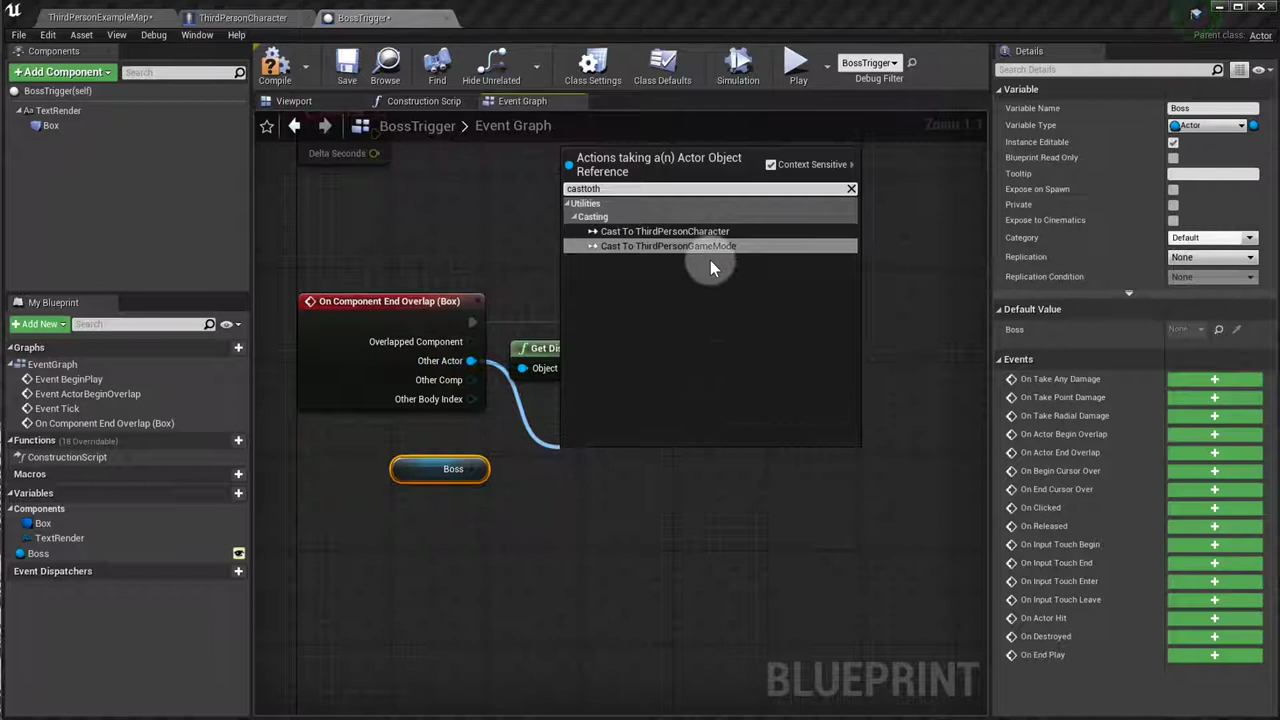 ThirdPersonExampleMap*
ThirdPersonCharacter
BossTrigger*
File Edit Asset View Debug Window Help
Parent class: Actor
Components
+ Add Component
Search
BossTrigger(self)
TextRender
Box
My Blueprint
+ Add New
Search
Graphs
EventGraph
Event BeginPlay
Event ActorBeginOverlap
Event Tick
On Component End Overlap (Box)
Functions (18 Overridable)
ConstructionScript
Macros
Variables
Components
Box
TextRender
Boss
Event Dispatchers
Compile
Save
Browse
Find
Hide Unrelated
Class Settings
Class Defaults
Simulation
Play
BossTrigger
Debug Filter
Viewport
Construction Scrip
Event Graph
BossTrigger > Event Graph
Zoom 1:1
Delta Seconds
On Component End Overlap (Box)
Overlapped Component
Other Actor
Other Comp
Other Body Index
Get Di
Object
Boss
Actions taking a(n) Actor Object
Reference
Context Sensitive
casttoth
Utilities
Casting
Cast To ThirdPersonCharacter
Cast To ThirdPersonGameMode
BLUEPRINT
Details
Search Details
Variable
Variable Name Boss
Variable Type Actor
Instance Editable
Blueprint Read Only
Tooltip
Expose on Spawn
Private
Expose to Cinematics
Category Default
Replication None
Replication Condition None
Default Value
Boss None
Events
On Take Any Damage
On Take Point Damage
On Take Radial Damage
On Actor Begin Overlap
On Actor End Overlap
On Begin Cursor Over
On End Cursor Over
On Clicked
On Released
On Input Touch Begin
On Input Touch End
On Input Touch Enter
On Input Touch Leave
On Actor Hit
On Destroyed
On End Play